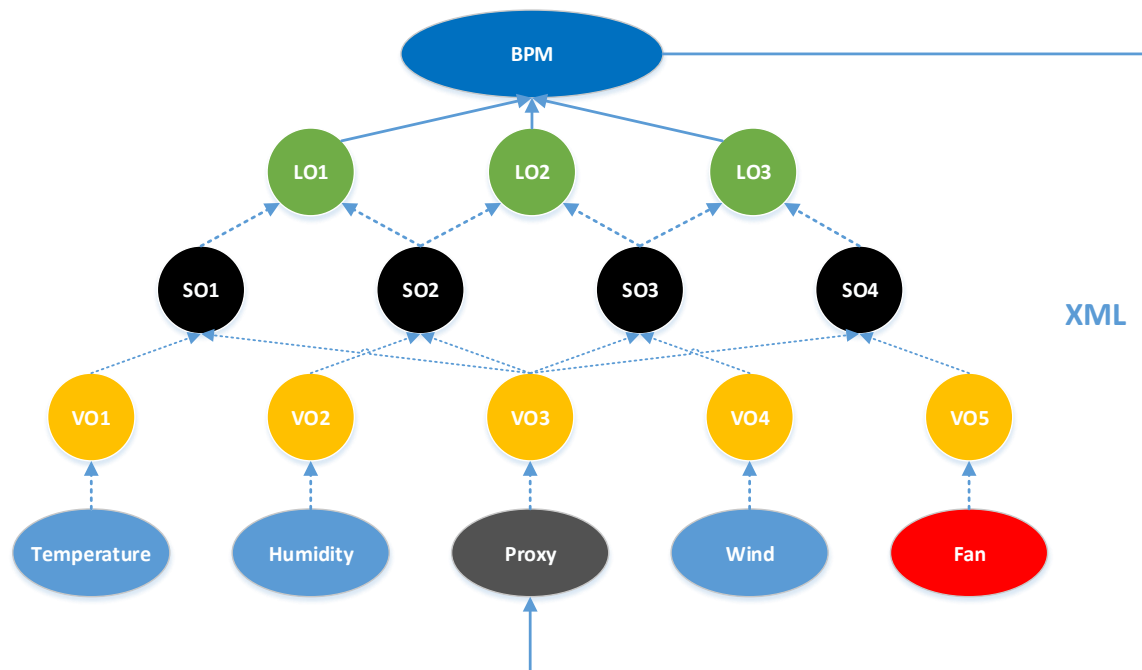 BPM
LO1
LO2
LO3
SO1
SO2
SO3
SO4
XML
VO1
VO2
VO3
VO4
VO5
Temperature
Humidity
Proxy
Wind
Fan